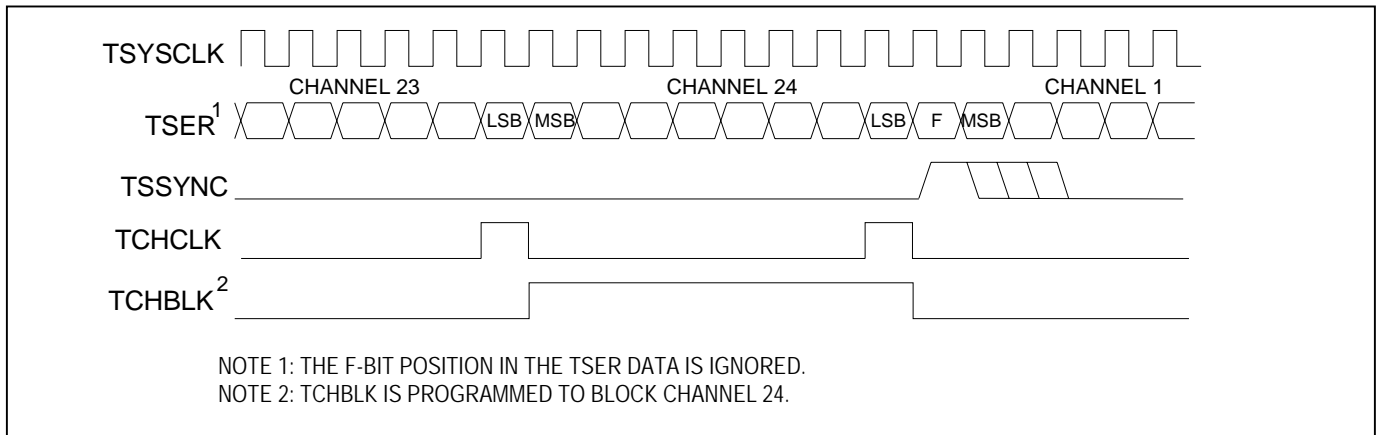 TSYSCLK
CHANNEL 23 CHANNEL 24 CHANNEL 1
TSER1 LSB MSB LSB F MSB
TSSYNC
TCHCLK
TCHBLK2
NOTE 1: THE F-BIT POSITION IN THE TSER DATA IS IGNORED.
NOTE 2: TCHBLK IS PROGRAMMED TO BLOCK CHANNEL 24.